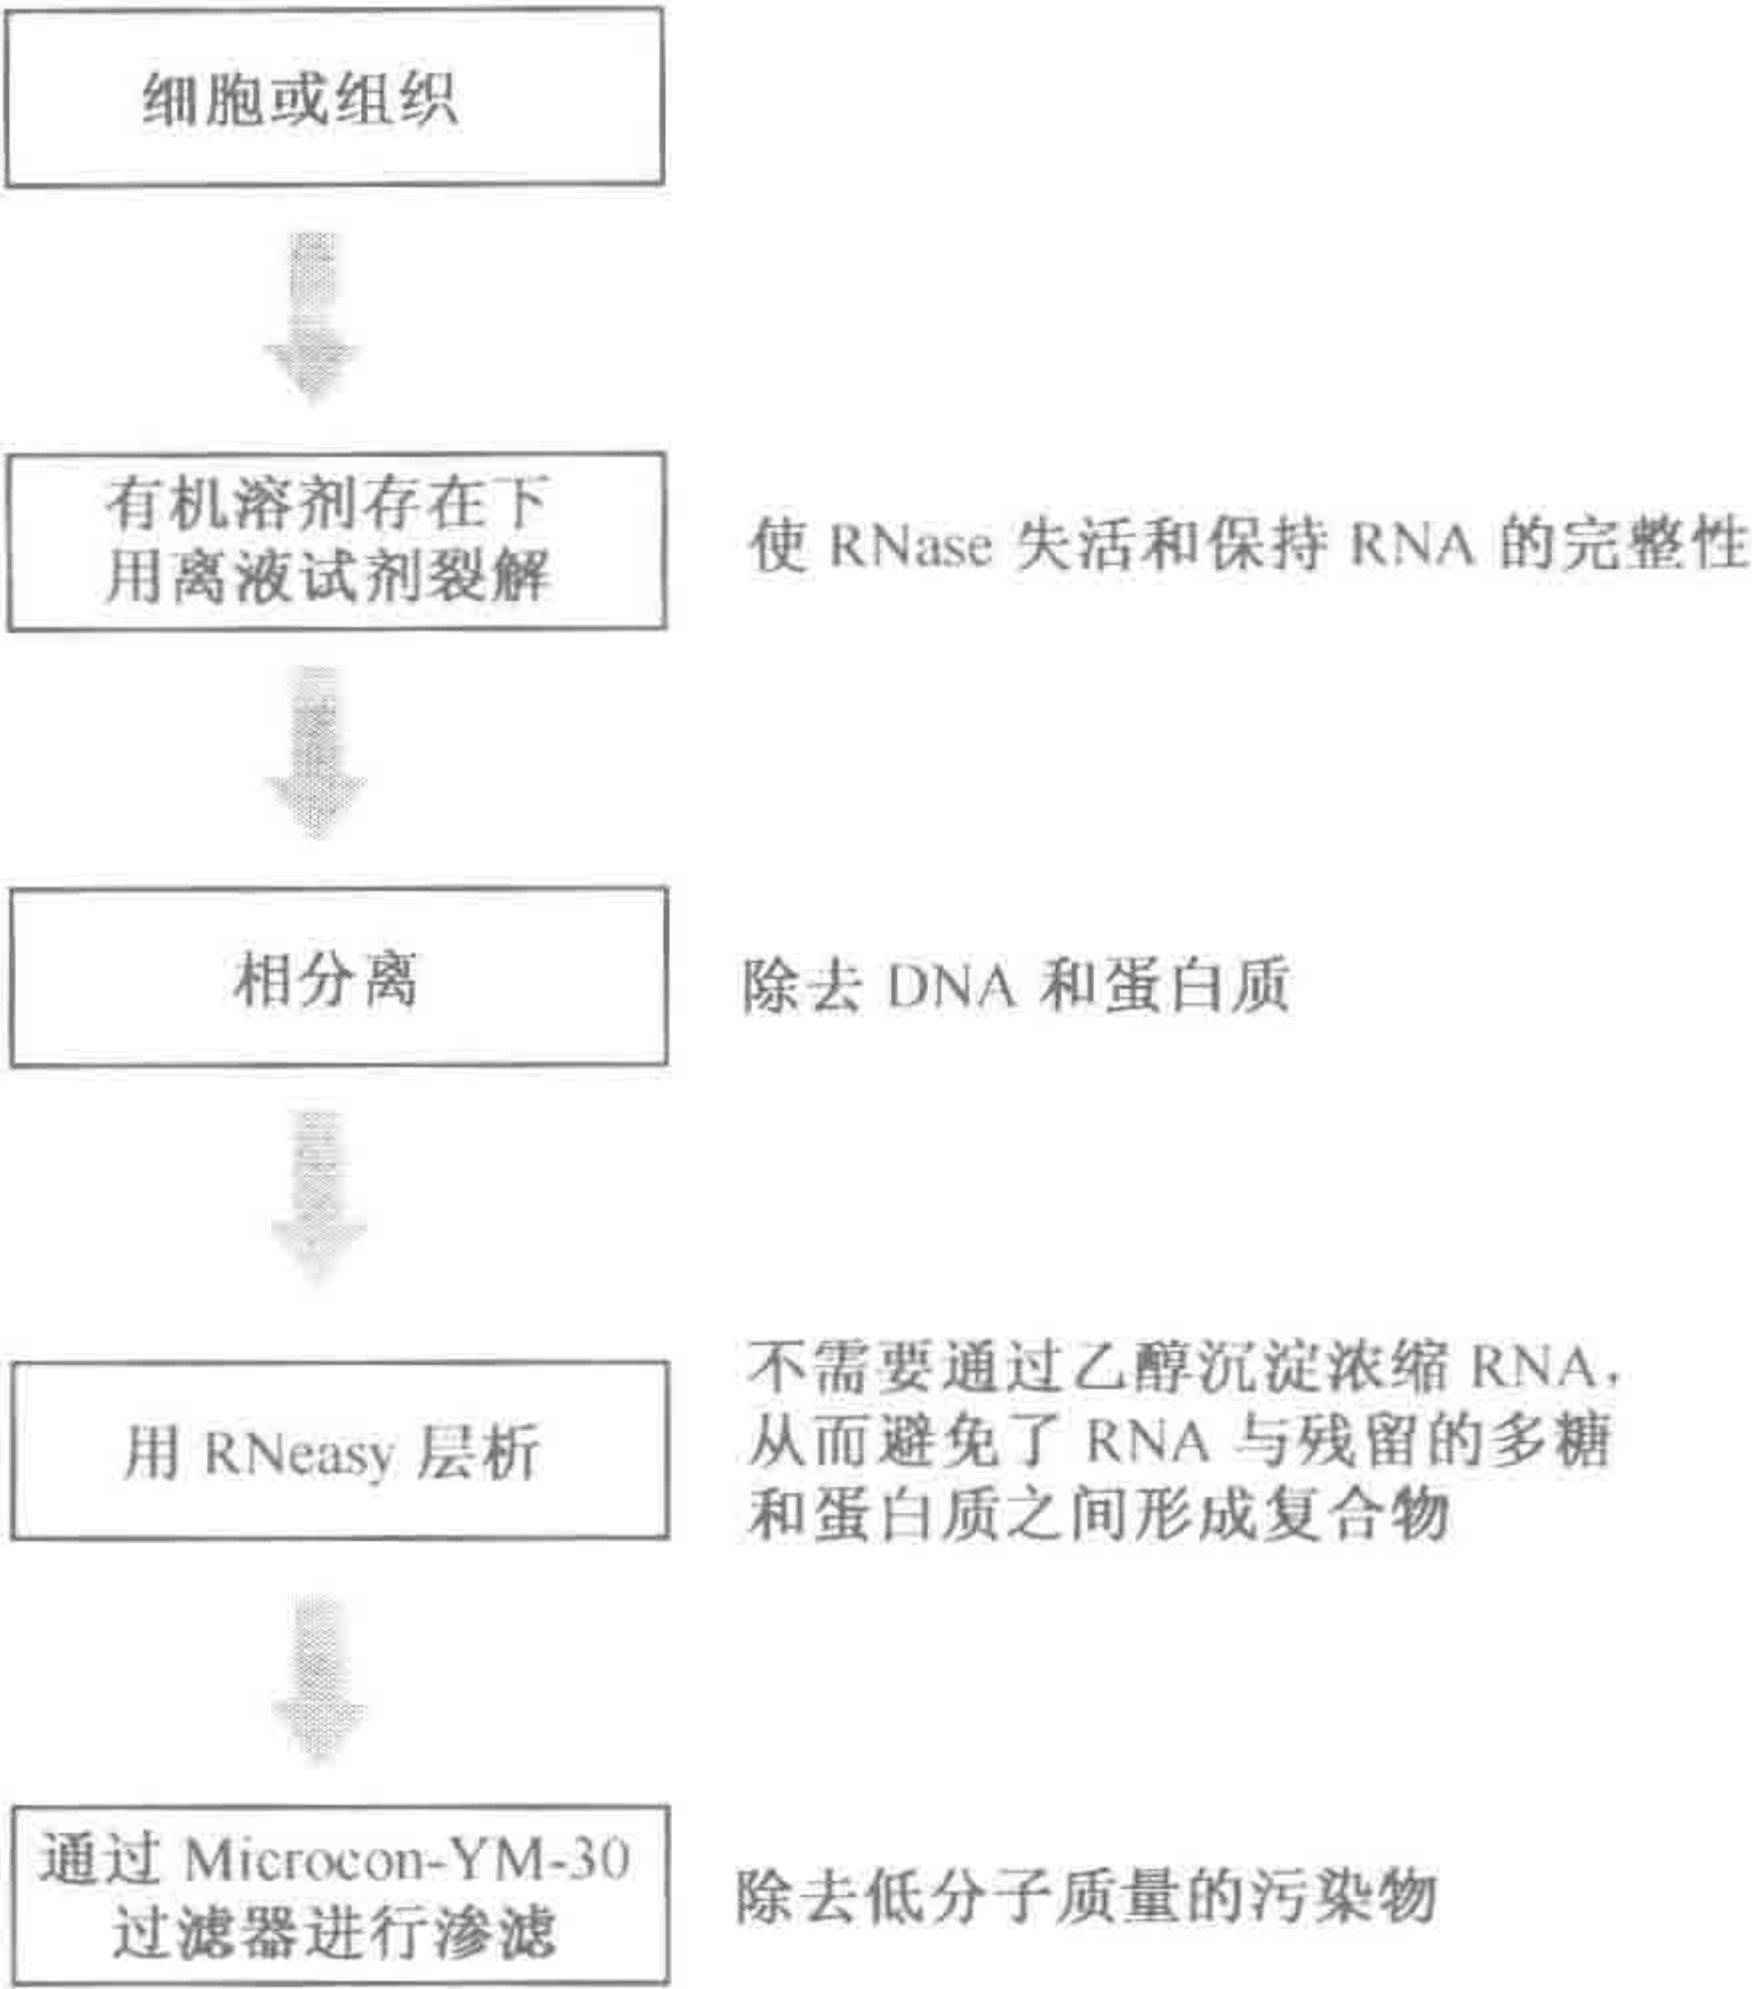 细胞或组织
有机溶剂存在下
用离液试剂裂解
使 RNase 失活和保持 RNA 的完整性
相分离
除去 DNA 和蛋白质
用 RNeasy 层析
不需要通过乙醇沉淀浓缩 RNA,
从而避免了 RNA 与残留的多糖
和蛋白质之间形成复合物
通过 Microcon-YM-30
过滤器进行渗滤
除去低分子质量的污染物